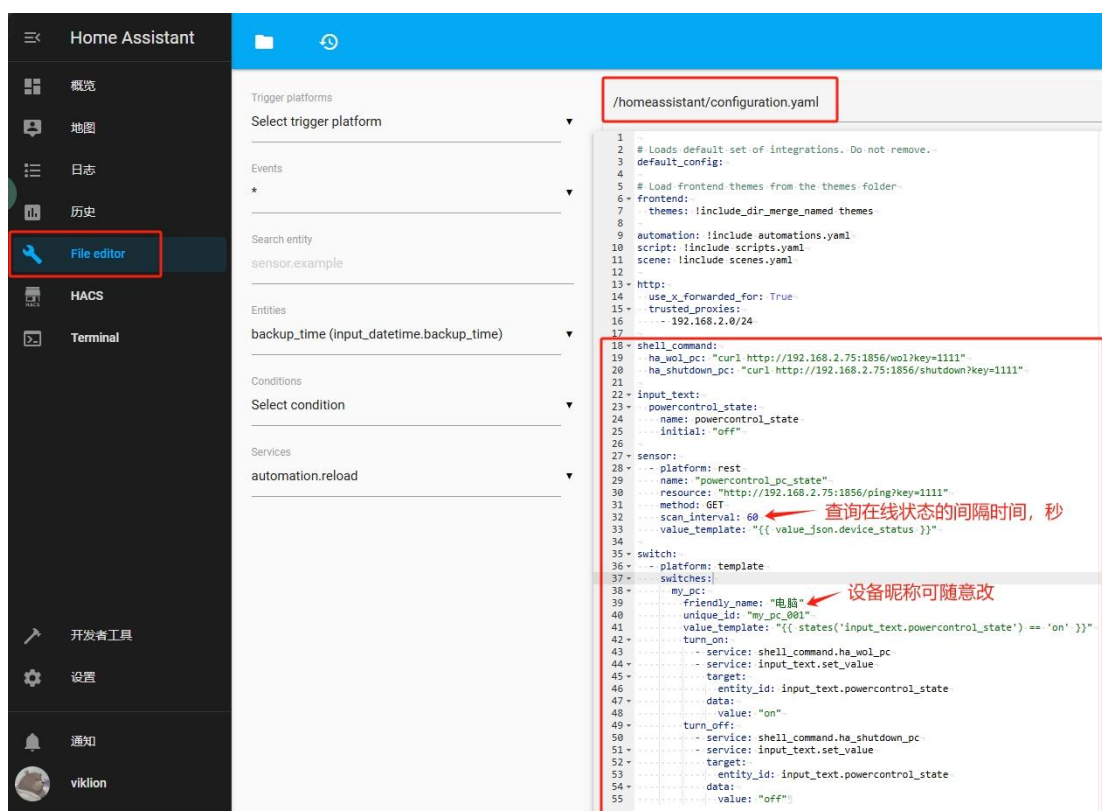 Home Assistant
概览
地图
日志
历史
File editor
HACS
Terminal
开发者工具
设置
通知
viklion
Trigger platforms
Select trigger platform
Events
*
Search entity
sensor.example
Entities
backup_time (input_datetime.backup_time)
Conditions
Select condition
Services
automation.reload
/homeassistant/configuration.yaml
1
2 # Loads default set of integrations. Do not remove.
3 default_config:
4
5 # Load frontend themes from the themes folder
6 frontend:
7   themes: !include_dir_merge_named themes
8
9 automation: !include automations.yaml
10 script: !include scripts.yaml
11 scene: !include scenes.yaml
12
13 http:
14   use_x_forwarded_for: True
15   trusted_proxies:
16     - 192.168.2.0/24
17
18 shell_command:
19   ha_wol_pc: "curl http://192.168.2.75:1856/wol?key=1111"
20   ha_shutdown_pc: "curl http://192.168.2.75:1856/shutdown?key=1111"
21
22 input_text:
23   powercontrol_state:
24     name: powercontrol_state
25     initial: "off"
26
27 sensor:
28   - platform: rest
29     name: "powercontrol_pc_state"
30     resource: "http://192.168.2.75:1856/ping?key=1111"
31     method: GET
32     scan_interval: 60 查询在线状态的间隔时间，秒
33     value_template: "{{ value_json.device_status }}"
34
35 switch:
36   - platform: template
37     switches:
38       my_pc:
39         friendly_name: "电脑" 设备昵称可随意改
40         unique_id: "my_pc_001"
41         value_template: "{{ states('input_text.powercontrol_state') == 'on' }}"
42         turn_on:
43           - service: shell_command.ha_wol_pc
44           - service: input_text.set_value
45             target:
46               entity_id: input_text.powercontrol_state
47             data:
48               value: "on"
49         turn_off:
50           - service: shell_command.ha_shutdown_pc
51           - service: input_text.set_value
52             target:
53               entity_id: input_text.powercontrol_state
54             data:
55               value: "off"